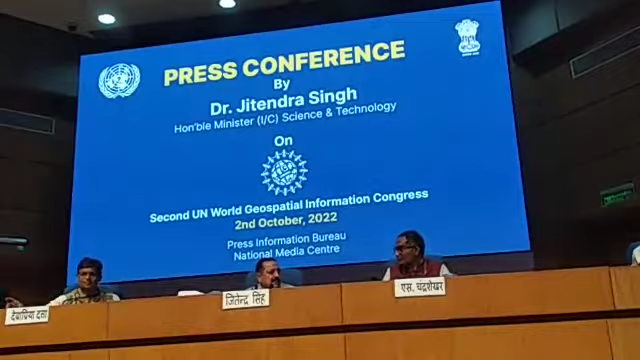 PRESS CONFERENCE
By
Dr. Jitendra Singh
Hon'ble Minister (I/C) Science & Technology
On
Second UN World Geospatial Information Congress
2nd October, 2022
Press Information Bureau
National Media Centre
देबाप्रिया दत्ता
जितेन्द्र सिंह
एस. चंद्रशेखर